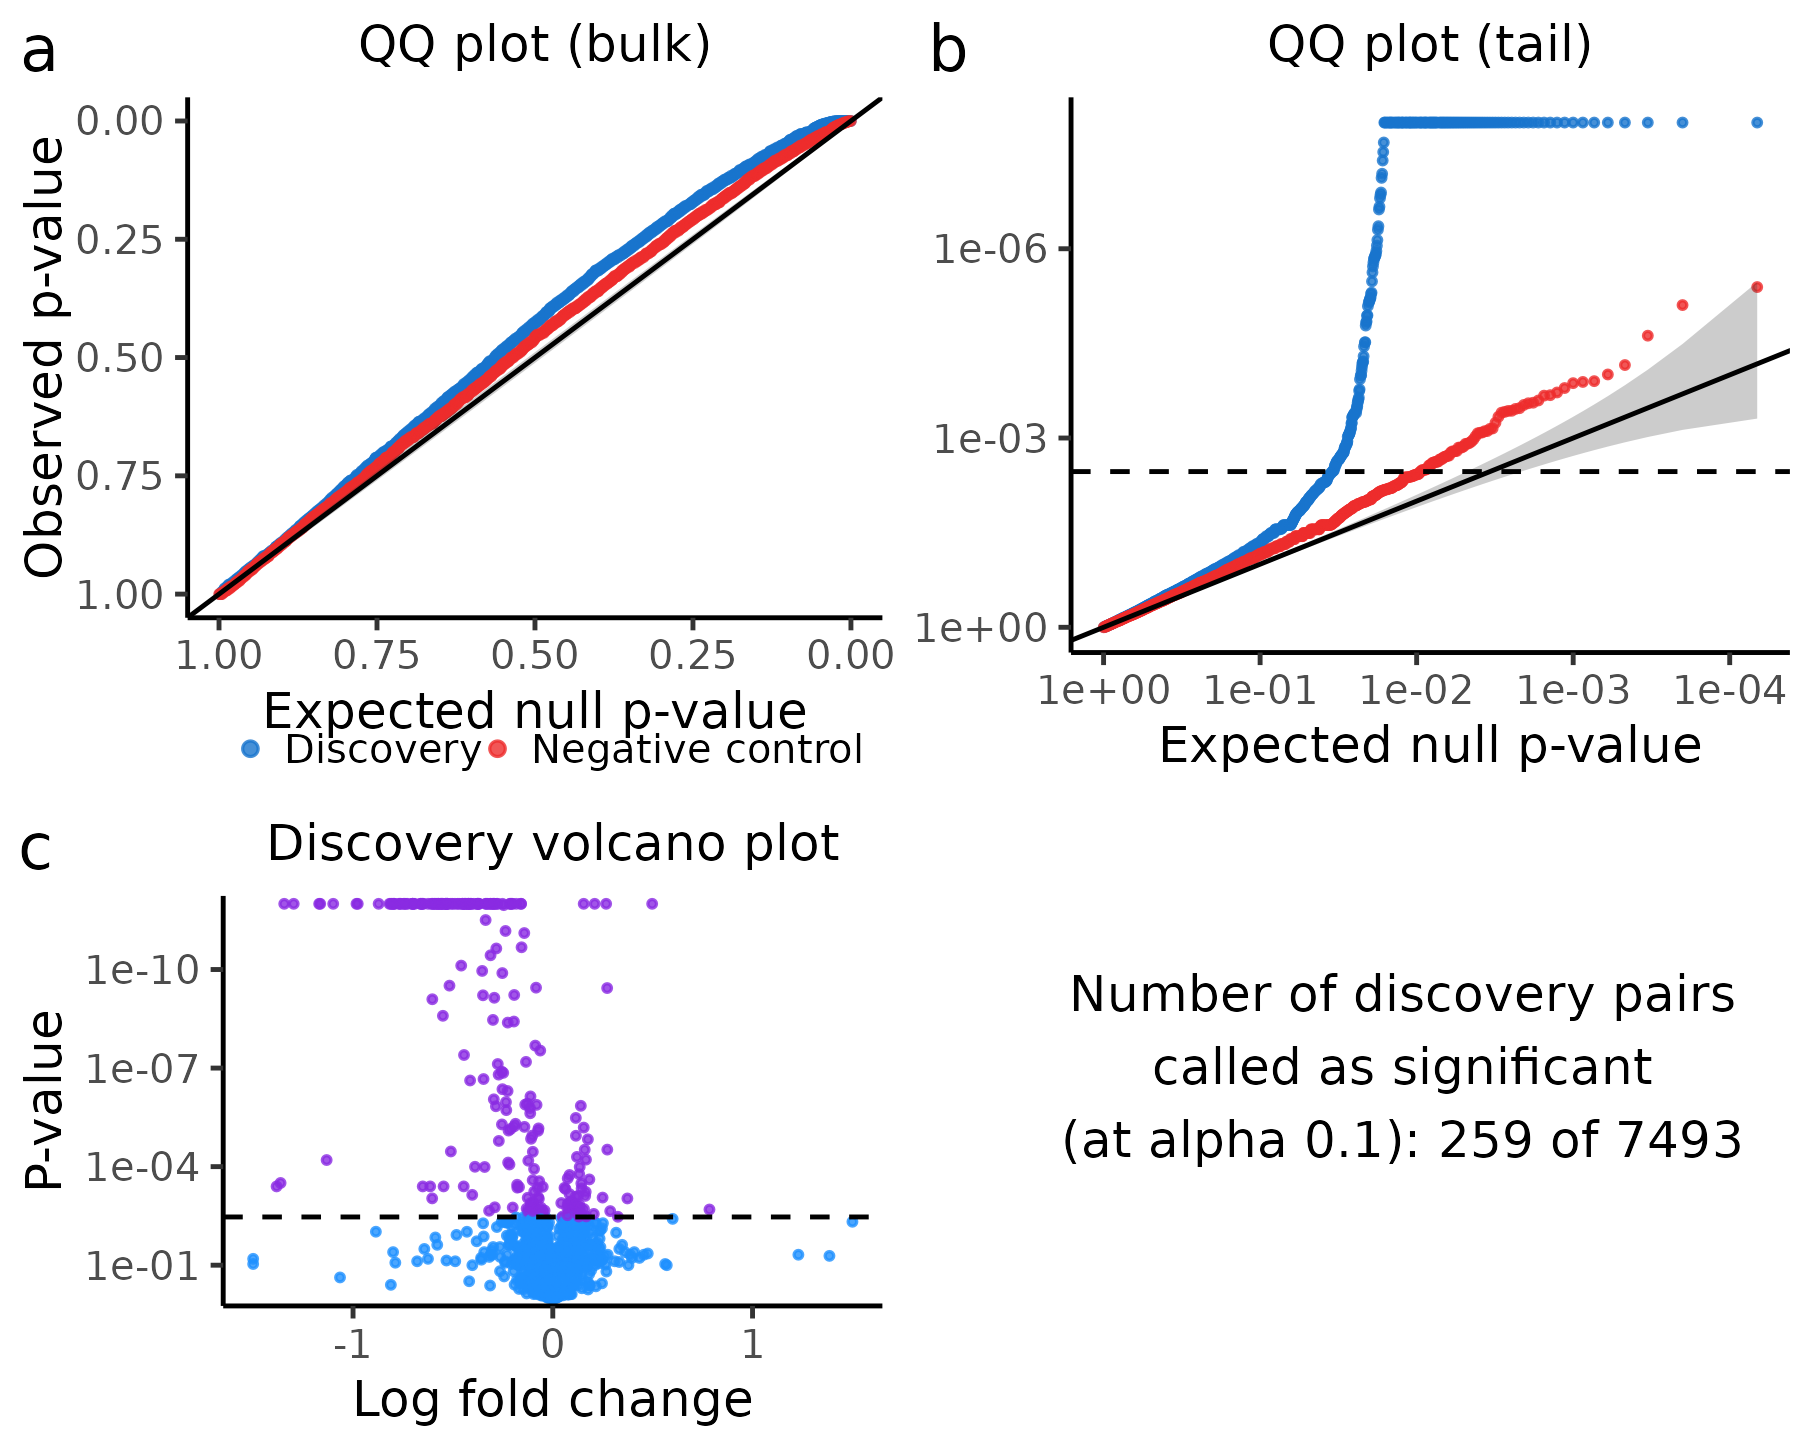 a
QQ plot (bulk)
Observed p-value
0.00
0.25
0.50
0.75
1.00
1.00 0.75 0.50 0.25 0.00
Expected null p-value
Discovery Negative control
b
QQ plot (tail)
1e-06
1e-03
1e+00
1e+00 1e-01 1e-02 1e-03 1e-04
Expected null p-value
c
Discovery volcano plot
P-value
1e-10
1e-07
1e-04
1e-01
-1 0 1
Log fold change
Number of discovery pairs
called as significant
(at alpha 0.1): 259 of 7493